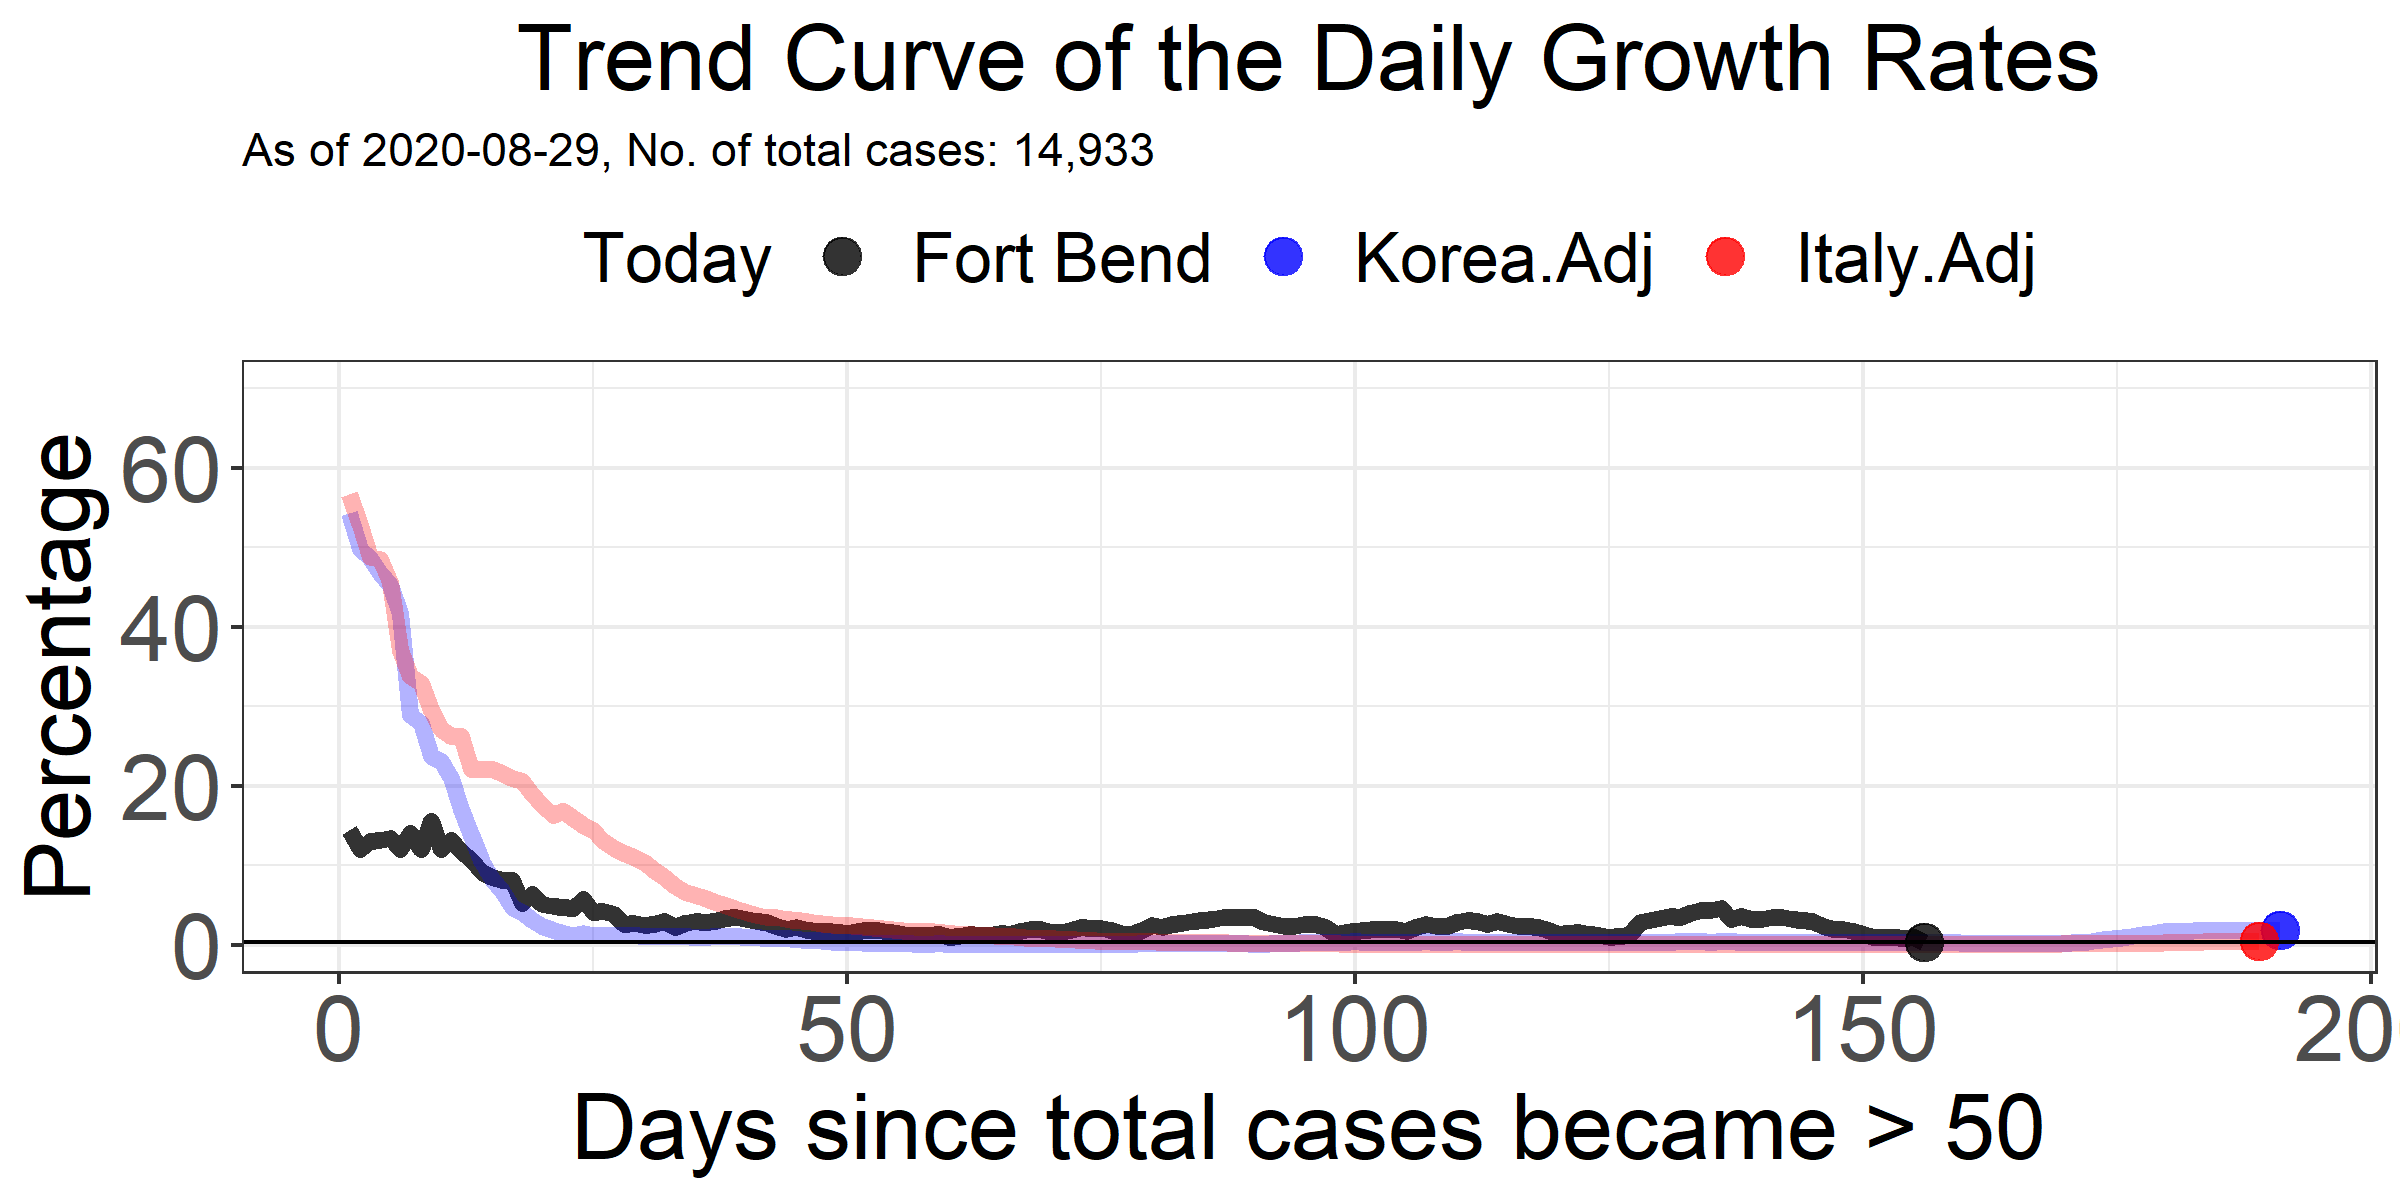 Trend Curve of the Daily Growth Rates
As of 2020-08-29, No. of total cases: 14,933
Today Fort Bend Korea.Adj Italy.Adj
Percentage
60
40
20
0
0 50 100 150 20
Days since total cases became > 50